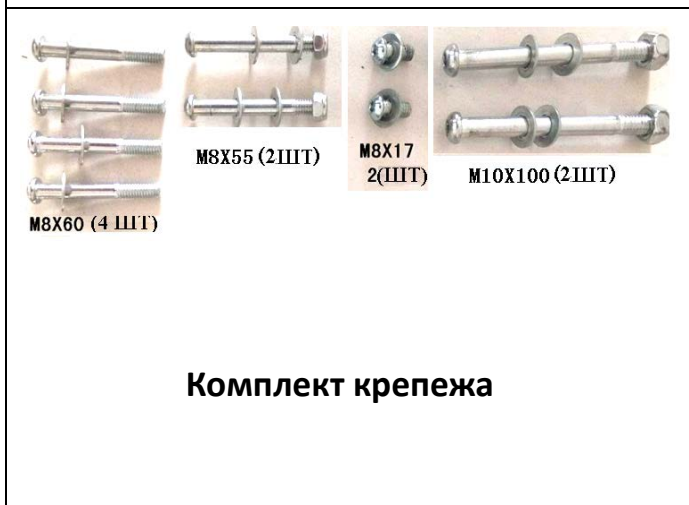 M8X55 (2ШТ)
M8X17
2(ШТ)
M10X100 (2ШТ)
M8X60 (4 ШТ)
Комплект крепежа